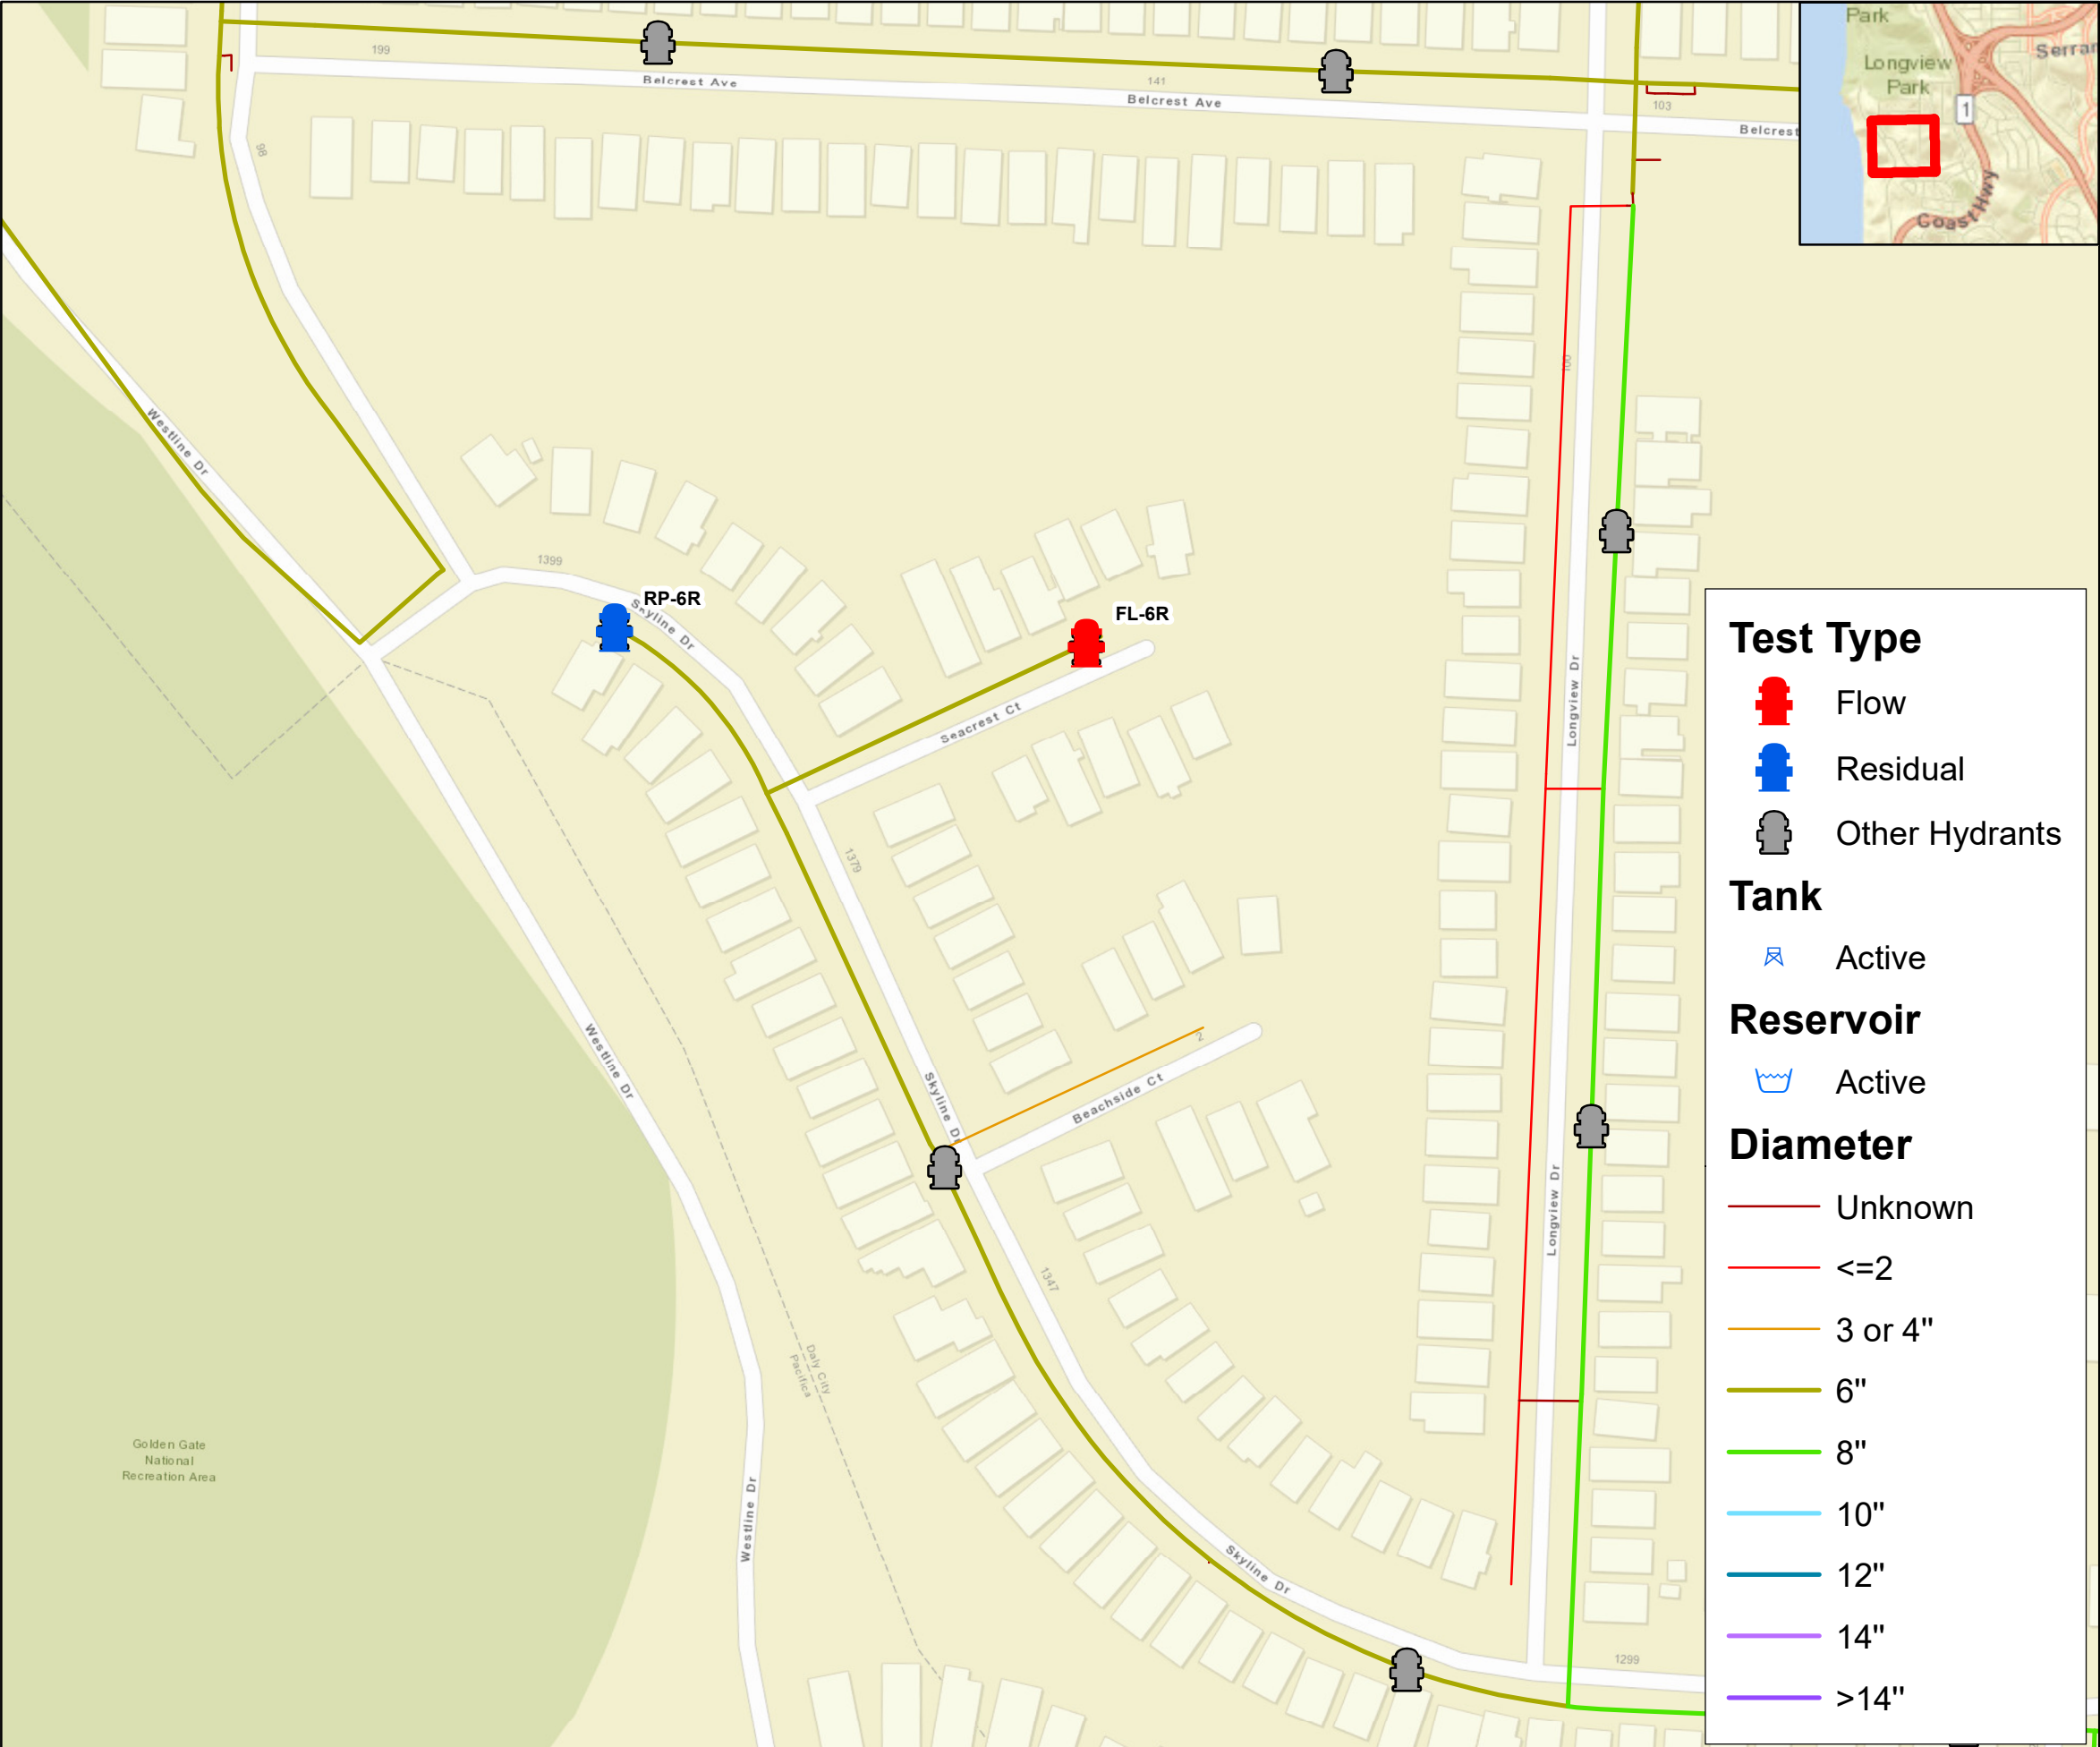 199
Belcrest Ave
141
Belcrest Ave
103
Belcrest
Park
Longview
Park
1
Coast Hwy
98
Westline Dr
100
1399
RP-6R
Skyline Dr
FL-6R
Seacrest Ct
Longview Dr
1379
Westline Dr
Skyline Dr
2
Beachside Ct
Longview Dr
1347
Daly City
Pacifica
Golden Gate
National
Recreation Area
Westline Dr
Skyline Dr
1299
Test Type
Flow
Residual
Other Hydrants
Tank
Active
Reservoir
Active
Diameter
Unknown
<=2
3 or 4"
6"
8"
10"
12"
14"
>14"